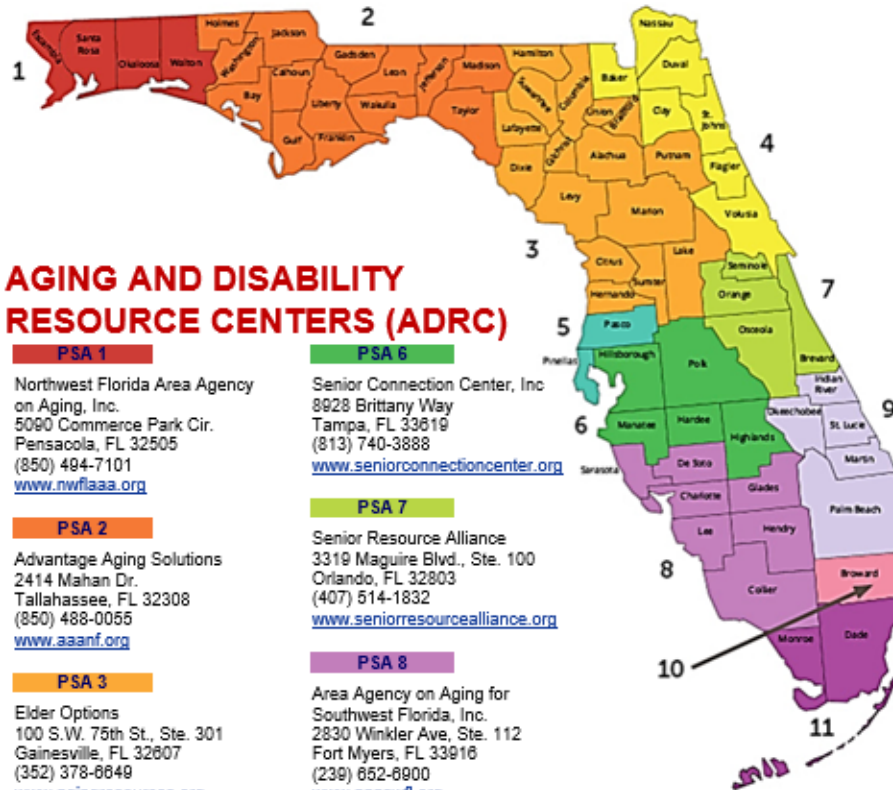 2
1
Escambia
Santa
Rosa
Okaloosa
Walton
Holmes
Washington
Jackson
Bay
Calhoun
Gulf
Gadsden
Liberty
Franklin
Leon
Wakulla
Jefferson
Madison
Taylor
Hamilton
Suwannee
Columbia
Lafayette
Dixie
Gilchrist
Union
Bradford
Alachua
Putnam
Levy
Marion
Citrus
Sumter
Lake
Hernando
3
Baker
Nassau
Duval
Clay
St.
Johns
Flagler
Volusia
4
Seminole
Orange
Osceola
Brevard
7
5
Pasco
Pinellas
Hillsborough
Polk
Manatee
Hardee
Highlands
6
Indian
River
Okeechobee
St. Lucie
Martin
Palm Beach
9
Sarasota
De Soto
Charlotte
Glades
Lee
Hendry
Collier
8
Broward
10
Monroe
Dade
11
AGING AND DISABILITY
RESOURCE CENTERS (ADRC)
PSA 1
Northwest Florida Area Agency
on Aging, Inc.
5090 Commerce Park Cir.
Pensacola, FL 32505
(850) 494-7101
www.nwflaaa.org
PSA 2
Advantage Aging Solutions
2414 Mahan Dr.
Tallahassee, FL 32308
(850) 488-0055
www.aaanf.org
PSA 3
Elder Options
100 S.W. 75th St., Ste. 301
Gainesville, FL 32607
(352) 378-6649
PSA 6
Senior Connection Center, Inc
8928 Brittany Way
Tampa, FL 33619
(813) 740-3888
www.seniorconnectioncenter.org
PSA 7
Senior Resource Alliance
3319 Maguire Blvd., Ste. 100
Orlando, FL 32803
(407) 514-1832
www.seniorresourcealliance.org
PSA 8
Area Agency on Aging for
Southwest Florida, Inc.
2830 Winkler Ave, Ste. 112
Fort Myers, FL 33916
(239) 652-6900